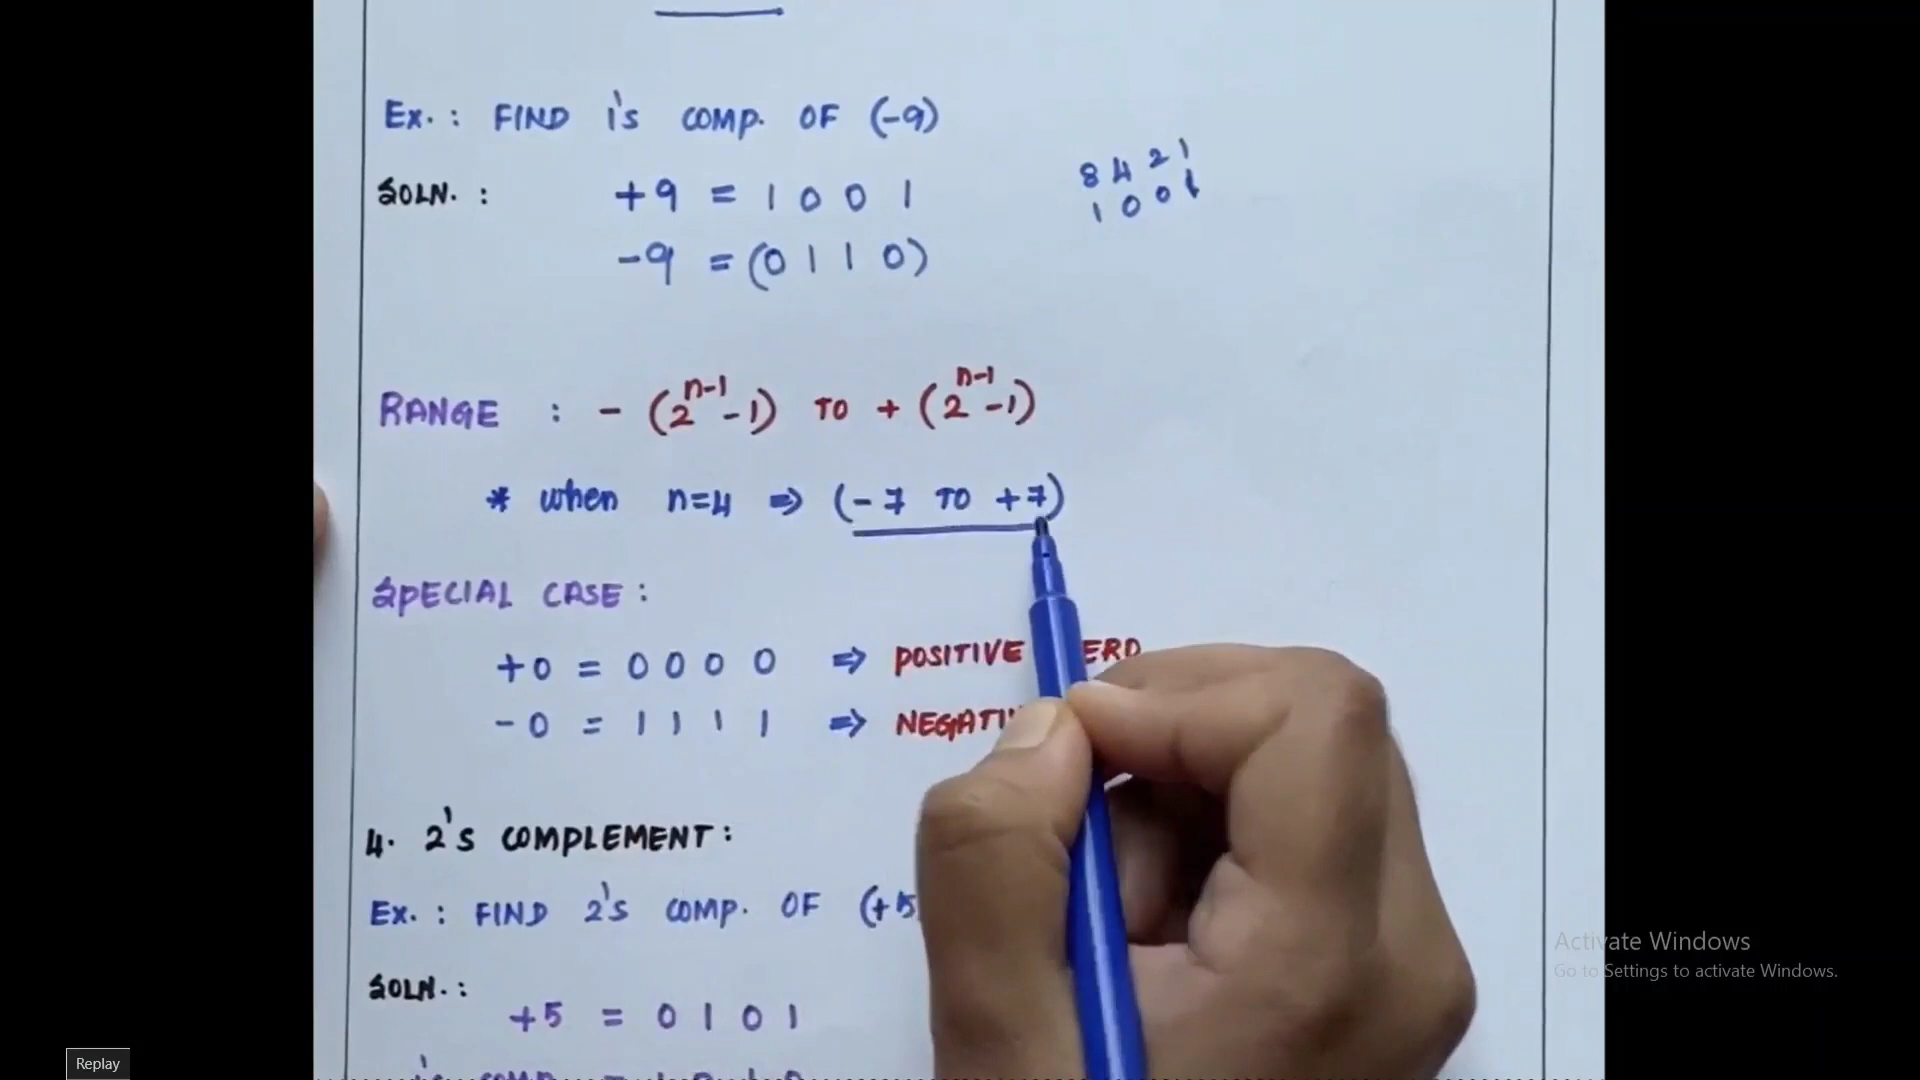 Ex. : FIND 1's COMP. OF (-9)
8 4 2 1
SOLN. : +9 = 1 0 0 1
1 0 0 1
-9 = (0 1 1 0)
RANGE : - (2^{n-1} -1) TO + (2^{n-1} -1)
* when n=4 ⇒ (-7 TO +7)
SPECIAL CASE :
+0 = 0 0 0 0 ⇒ POSITIVE
-0 = 1 1 1 1 ⇒
4. 2's COMPLEMENT :
Ex. : FIND 2's COMP. OF (+5
SOLN. :
+5 = 0 1 0 1
Activate Windows
Go to Settings to activate Windows.
Replay